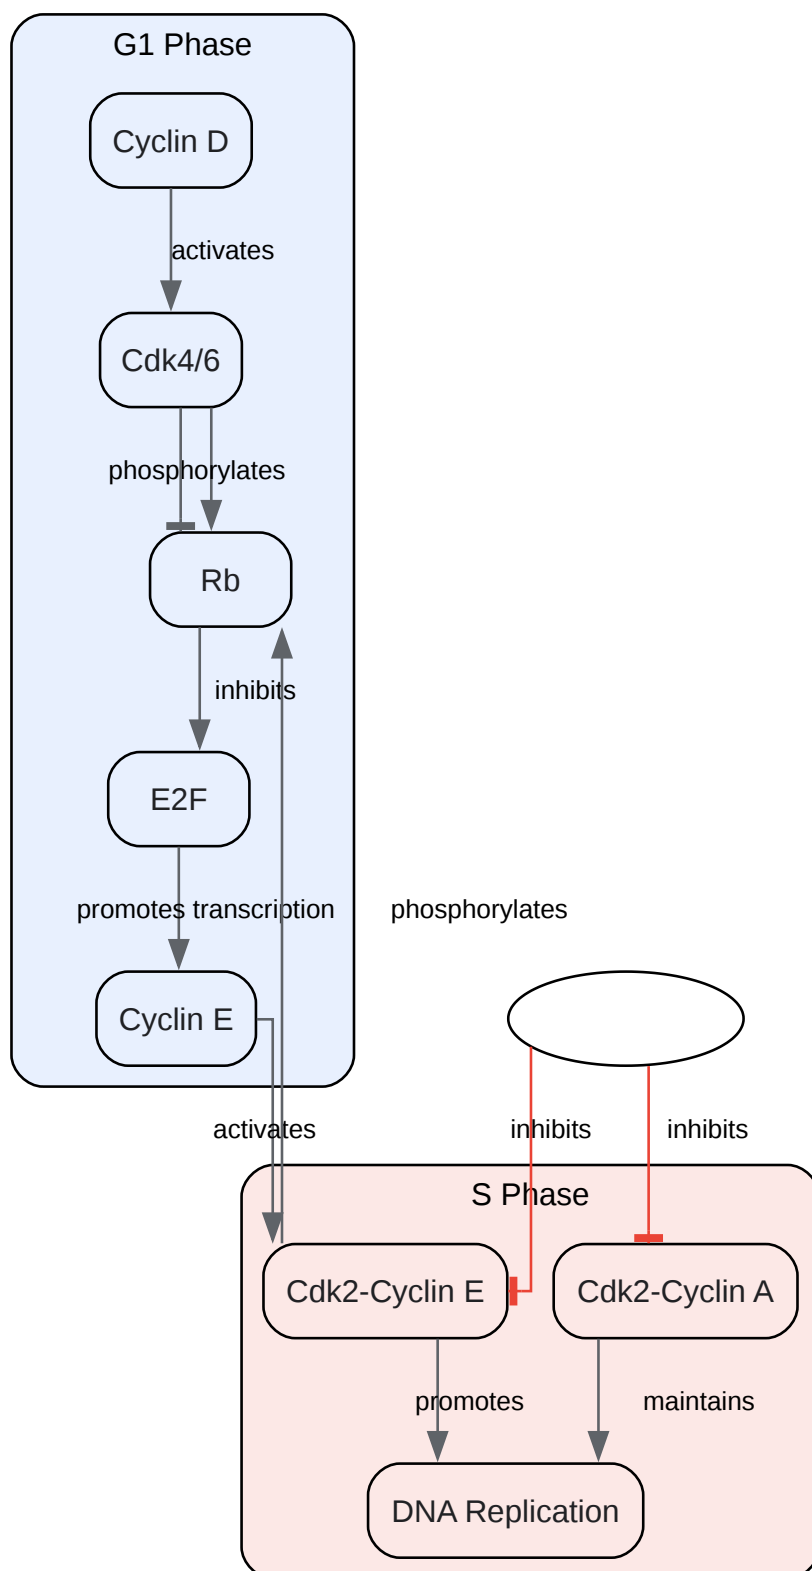 G1 Phase
Cyclin D
activates
Cdk4/6
phosphorylates
Rb
inhibits
E2F
promotes transcription
phosphorylates
Cyclin E
activates
inhibits
inhibits
S Phase
Cdk2-Cyclin E
Cdk2-Cyclin A
promotes
maintains
DNA Replication